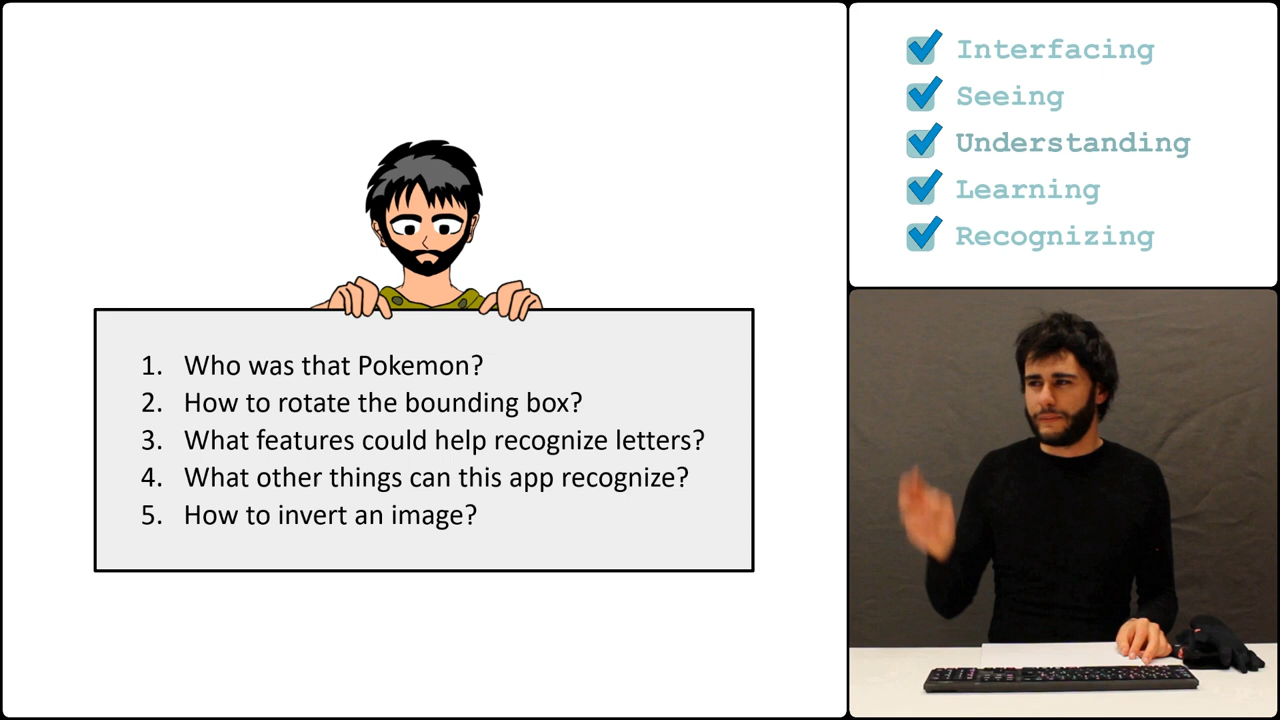 1. Who was that Pokemon?
2. How to rotate the bounding box?
3. What features could help recognize letters?
4. What other things can this app recognize?
5. How to invert an image?
Interfacing
Seeing
Understanding
Learning
Recognizing